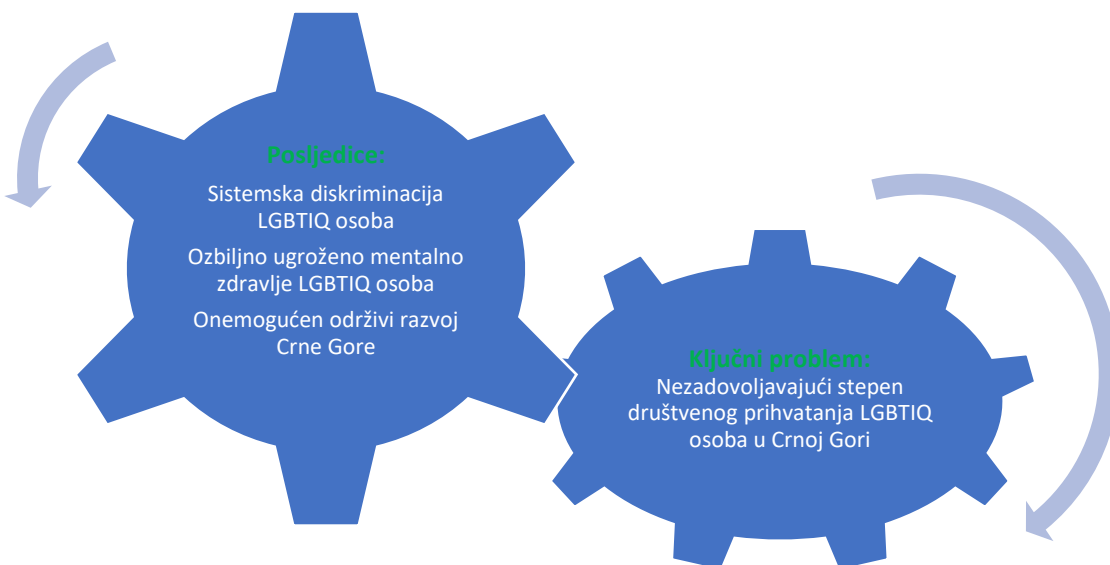 Posljedice:
Sistemska diskriminacija
LGBTIQ osoba
Ozbiljno ugroženo mentalno
zdravlje LGBTIQ osoba
Onemogućen održivi razvoj
Crne Gore
Ključni problem:
Nezadovoljavajući stepen
društvenog prihvatanja LGBTIQ
osoba u Crnoj Gori